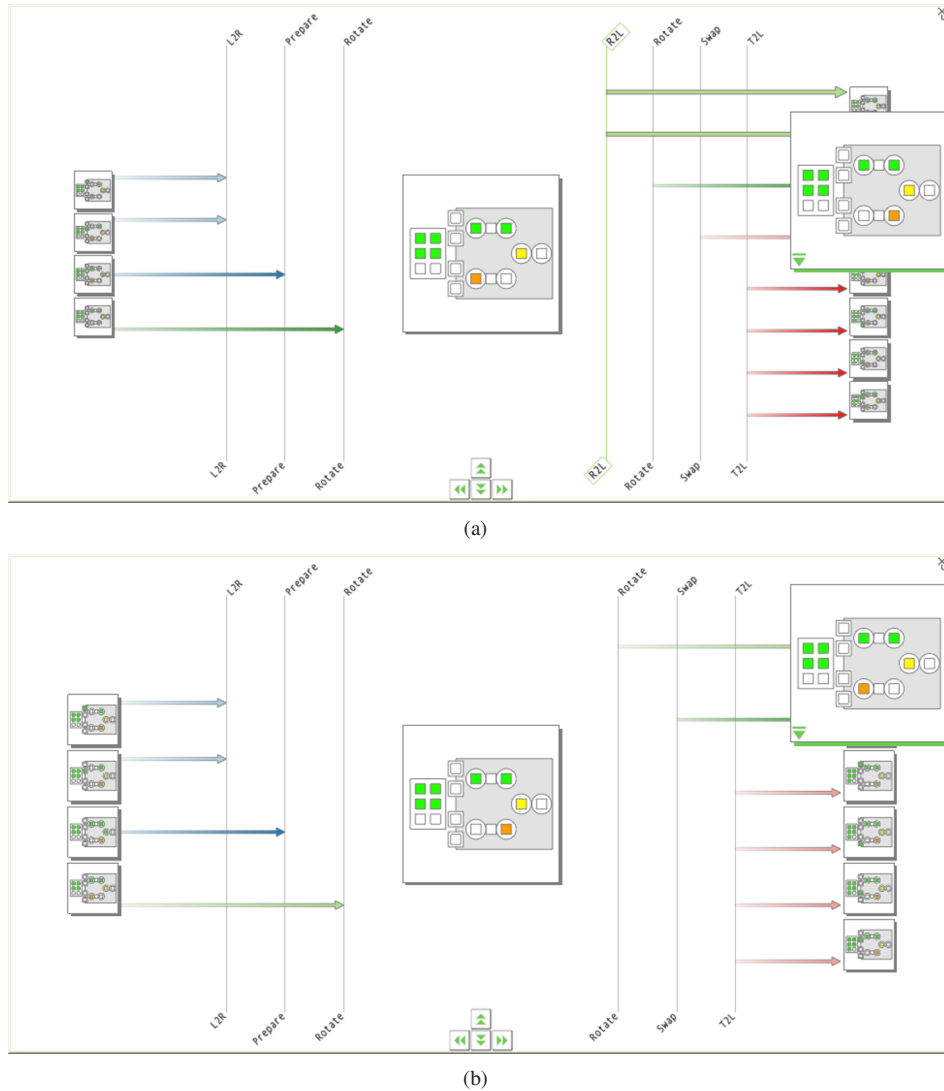 L2R Prepare Rotate R2L Rotate Swap T2L
L2R Prepare Rotate R2L Rotate Swap T2L
(a)
L2R Prepare Rotate Rotate Swap T2L
L2R Prepare Rotate Rotate Swap T2L
(b)